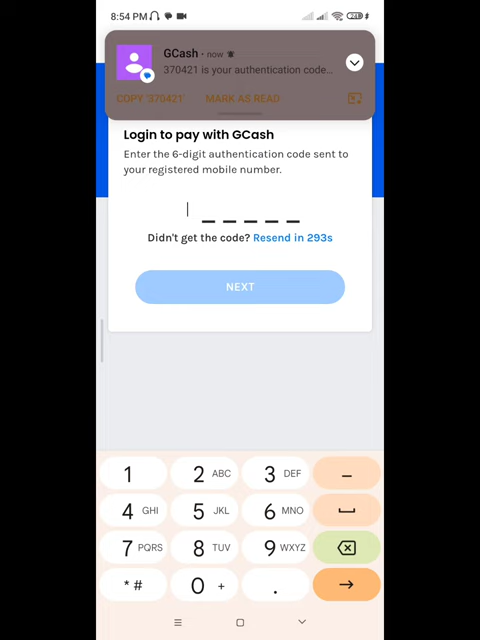 8:54 PM
21
GCash • now
370421 is your authentication code…
COPY '370421' MARK AS READ
Login to pay with GCash
Enter the 6-digit authentication code sent to
your registered mobile number.
Didn't get the code? Resend in 293s
NEXT
1 2 ABC 3 DEF –
4 GHI 5 JKL 6 MNO
7 PQRS 8 TUV 9 WXYZ
* # 0 + .